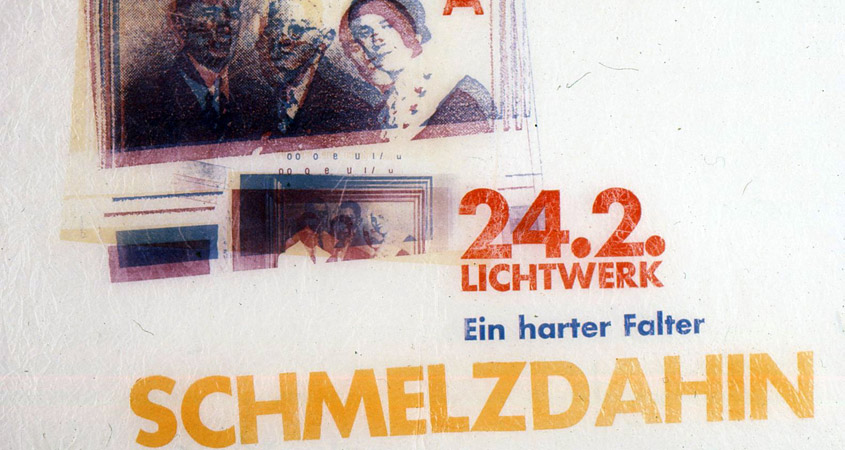 A
24.2.
LICHTWERK
Ein harter Falter
SCHMELZDAHIN